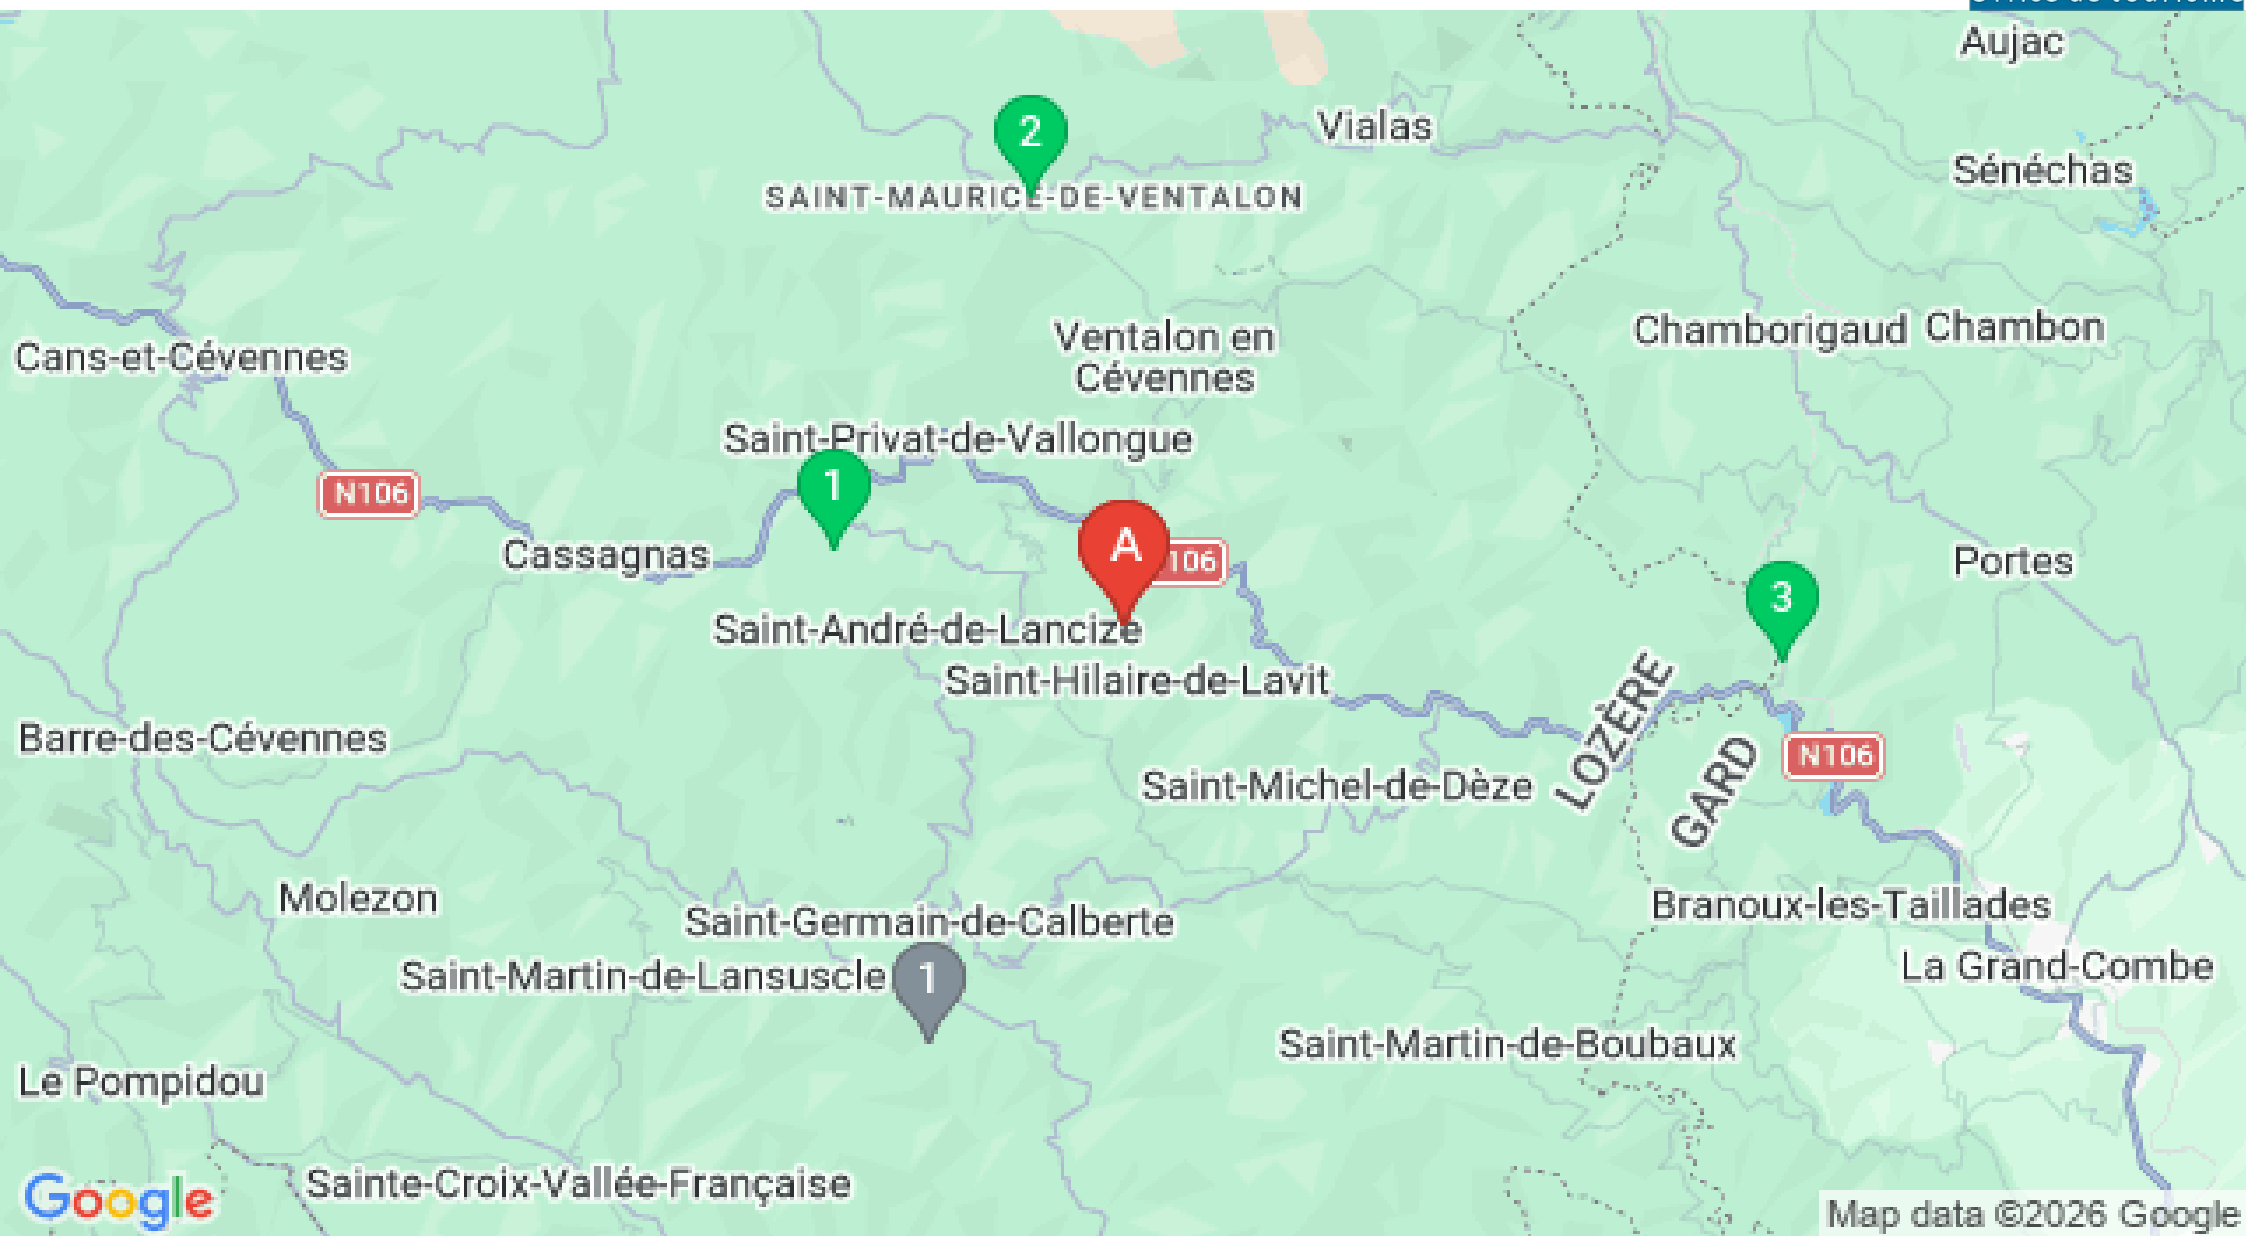 Aujac
Vialas
2
Sénéchas
SAINT-MAURICE-DE-VENTALON
Ventalon en
Cévennes
Chamborigaud
Chambon
Cans-et-Cévennes
Saint-Privat-de-Vallongue
1
N106
A
106
Cassagnas
Portes
3
Saint-André-de-Lancize
Saint-Hilaire-de-Lavit
LOZÈRE
GARD
Barre-des-Cévennes
N106
Saint-Michel-de-Dèze
Molezon
Saint-Germain-de-Calberte
Branoux-les-Taillades
Saint-Martin-de-Lansuscle
1
La Grand-Combe
Saint-Martin-de-Boubaux
Le Pompidou
Sainte-Croix-Vallée-Française
Google
Map data ©2026 Google